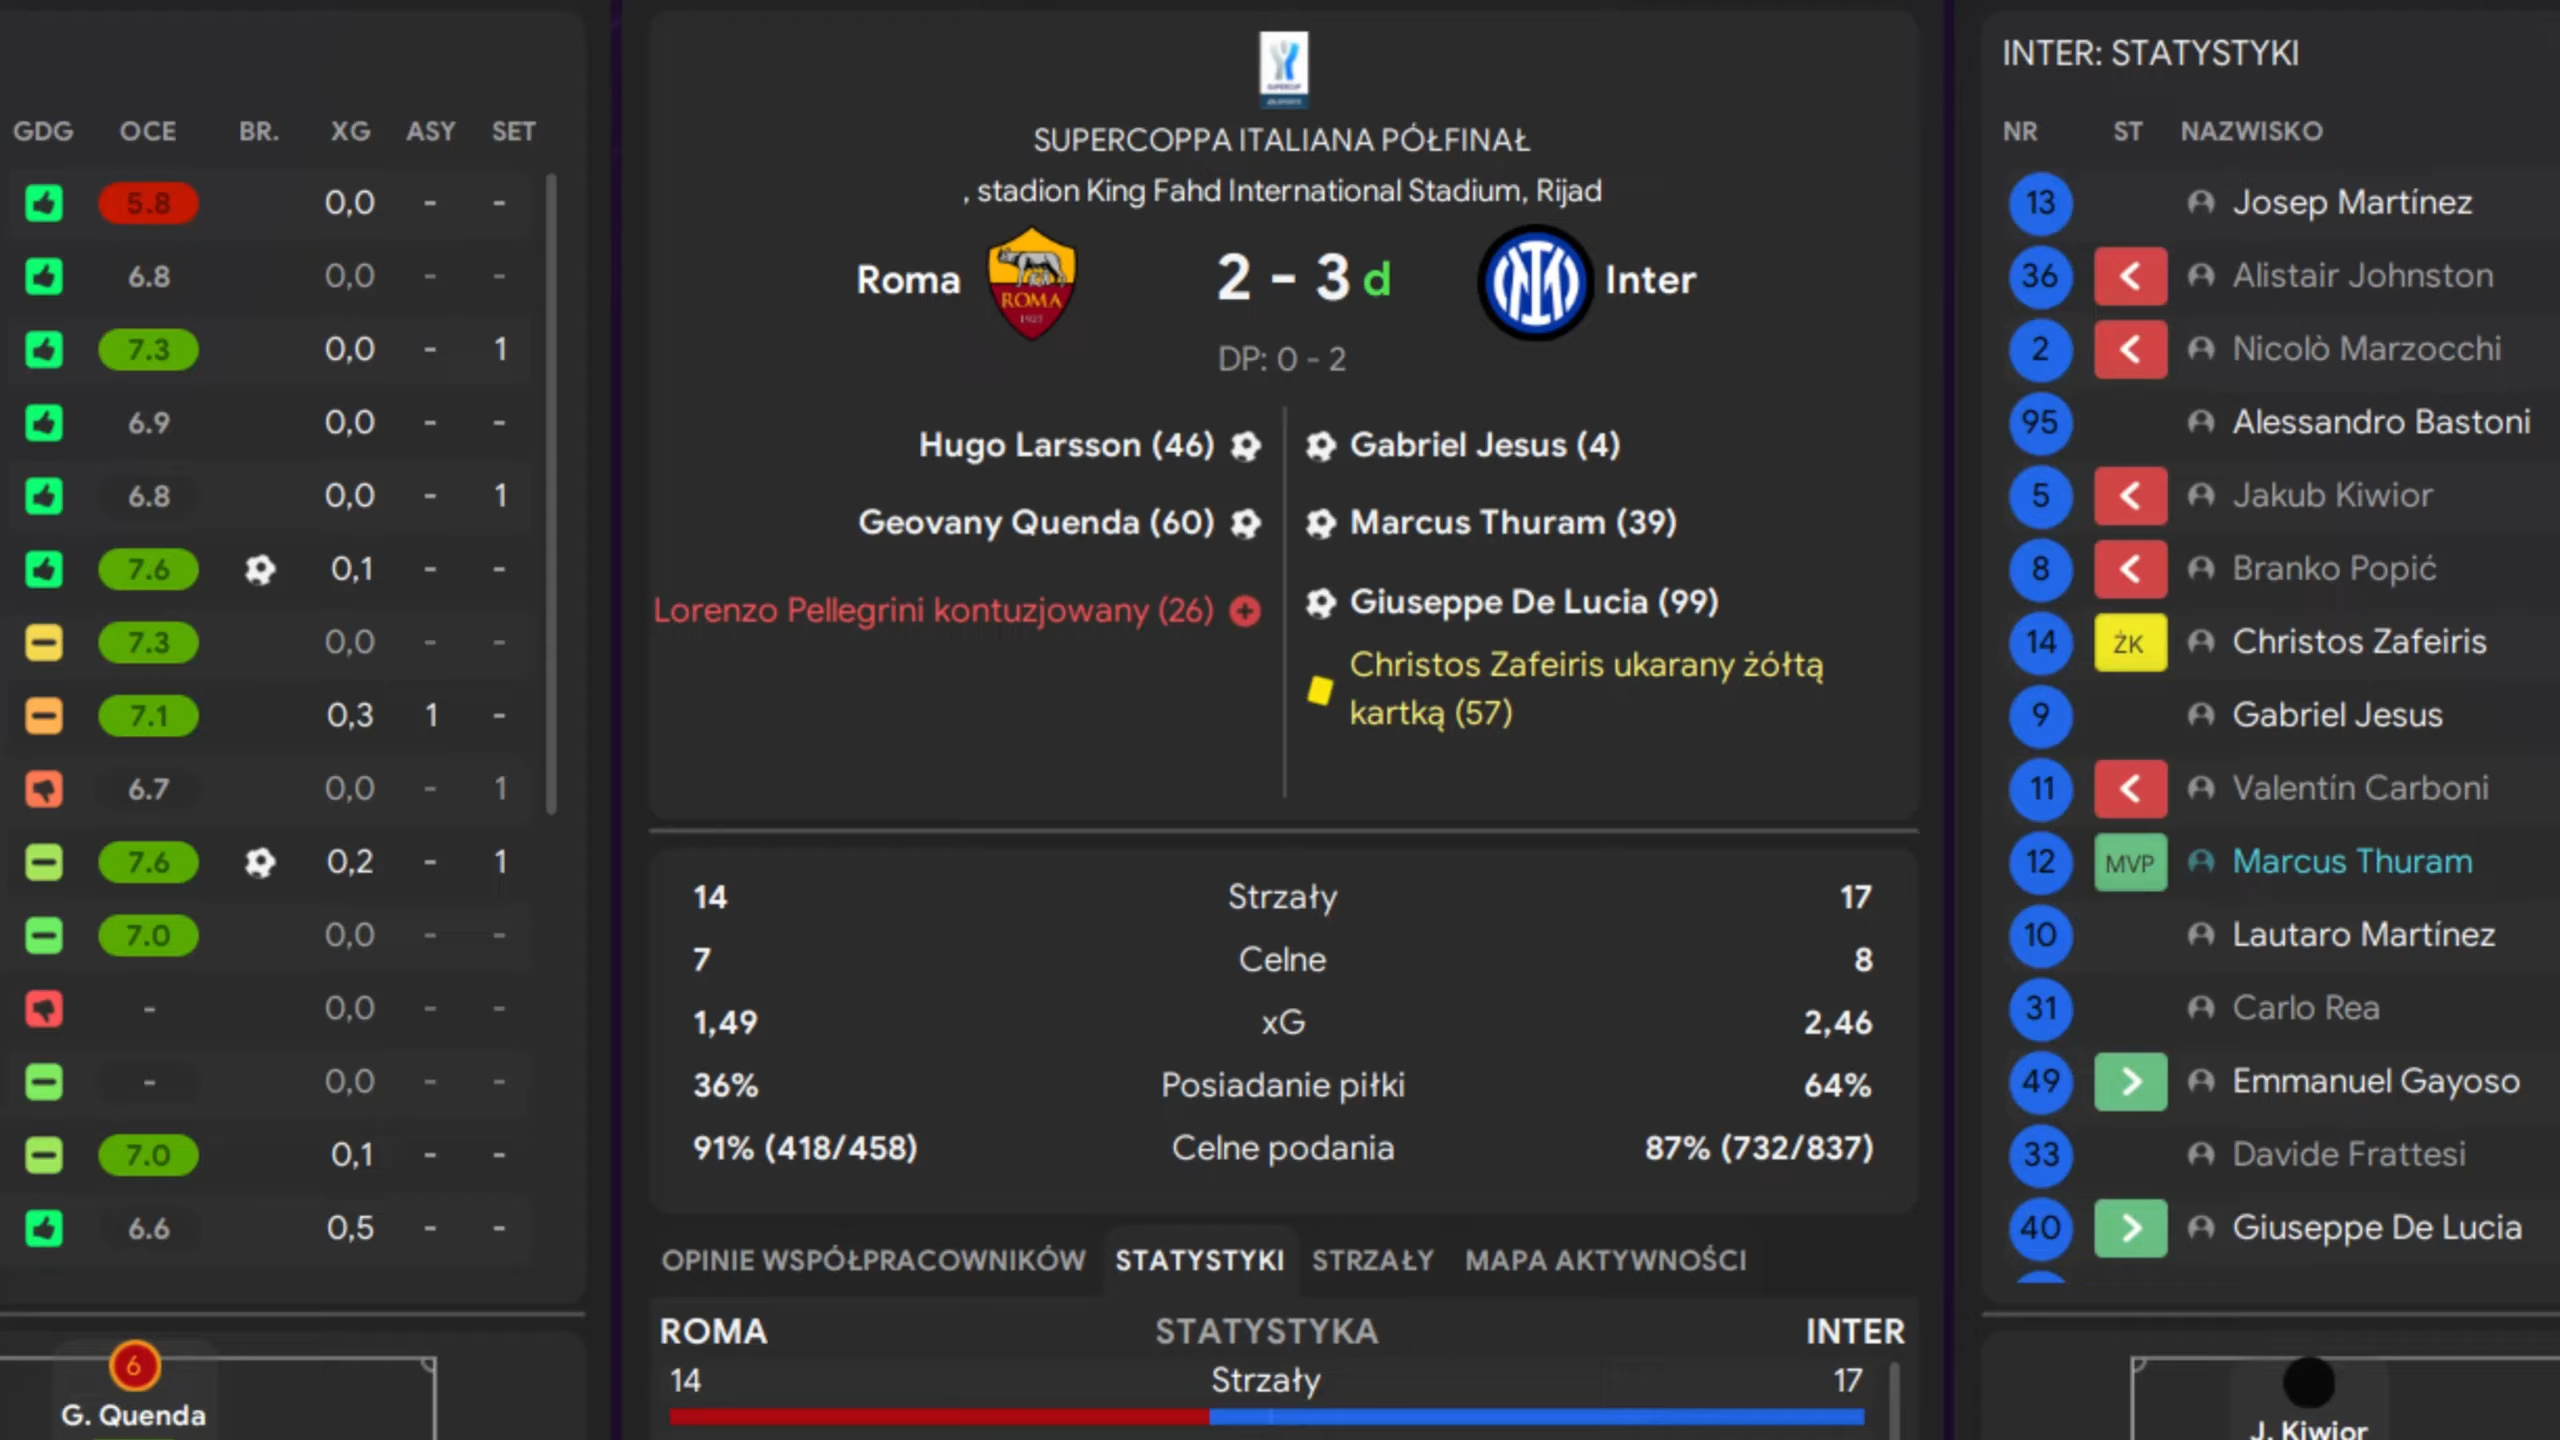 GDG OCE BR. XG ASY SET
5.8 0,0 - -
6.8 0,0 - -
7.3 0,0 - 1
6.9 0,0 - -
6.8 0,0 - 1
7.6 0,1 - -
7.3 0,0 - -
7.1 0,3 1 -
6.7 0,0 - 1
7.6 0,2 - 1
7.0 0,0 - -
- 0,0 - -
- 0,0 - -
7.0 0,1 - -
6.6 0,5 - -
6
G. Quenda
SUPERCOPPA ITALIANA PÓŁFINAŁ
, stadion King Fahd International Stadium, Rijad
Roma ROMA 1927 2 - 3 d Inter
DP: 0 - 2
Hugo Larsson (46)
Geovany Quenda (60)
Lorenzo Pellegrini kontuzjowany (26)
Gabriel Jesus (4)
Marcus Thuram (39)
Giuseppe De Lucia (99)
Christos Zafeiris ukarany żółtą
kartką (57)
14 Strzały 17
7 Celne 8
1,49 xG 2,46
36% Posiadanie piłki 64%
91% (418/458) Celne podania 87% (732/837)
OPINIE WSPÓŁPRACOWNIKÓW STATYSTYKI STRZAŁY MAPA AKTYWNOŚCI
ROMA STATYSTYKA INTER
14 Strzały 17
INTER: STATYSTYKI
NR ST NAZWISKO
13 Josep Martínez
36 < Alistair Johnston
2 < Nicolò Marzocchi
95 Alessandro Bastoni
5 < Jakub Kiwior
8 < Branko Popić
14 ŻK Christos Zafeiris
9 Gabriel Jesus
11 < Valentín Carboni
12 MVP Marcus Thuram
10 Lautaro Martínez
31 Carlo Rea
49 > Emmanuel Gayoso
33 Davide Frattesi
40 > Giuseppe De Lucia
J. Kiwior